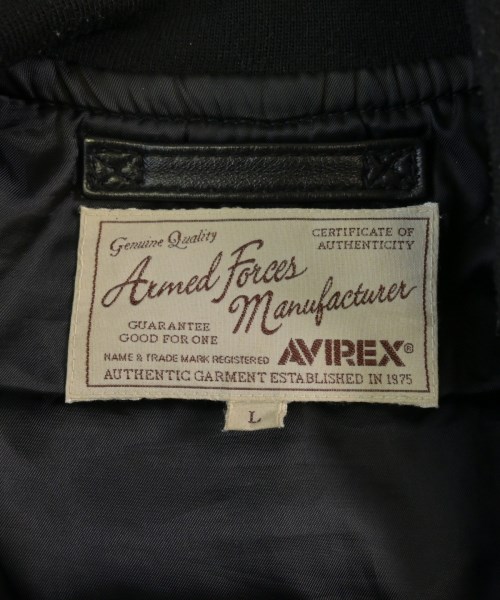 Genuine Quality
CERTIFICATE OF
AUTHENTICITY
Armed Forces
Manufacturer
GUARANTEE
GOOD FOR ONE
NAME & TRADE MARK REGISTERED
AVIREX®
AUTHENTIC GARMENT ESTABLISHED IN 1975
L